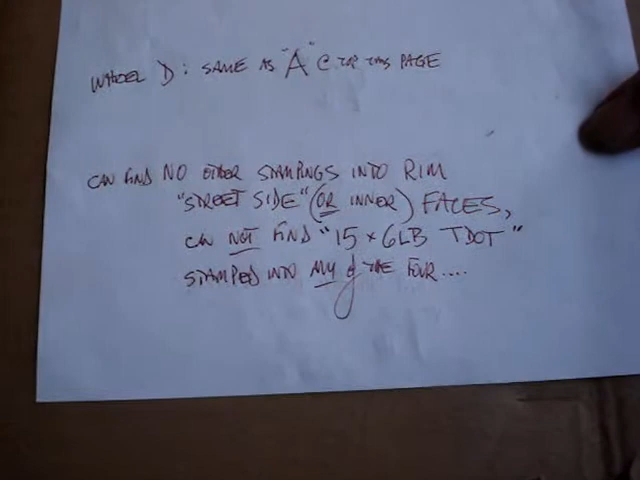 WHEEL D: SAME AS "A" @ TOP THIS PAGE
CAN FIND NO OTHER STAMPINGS INTO RIM
"STREET SIDE" (OR INNER) FACES,
CAN NOT FIND "15 x 6LB TDOT"
STAMPED INTO ANY of THE FOUR....